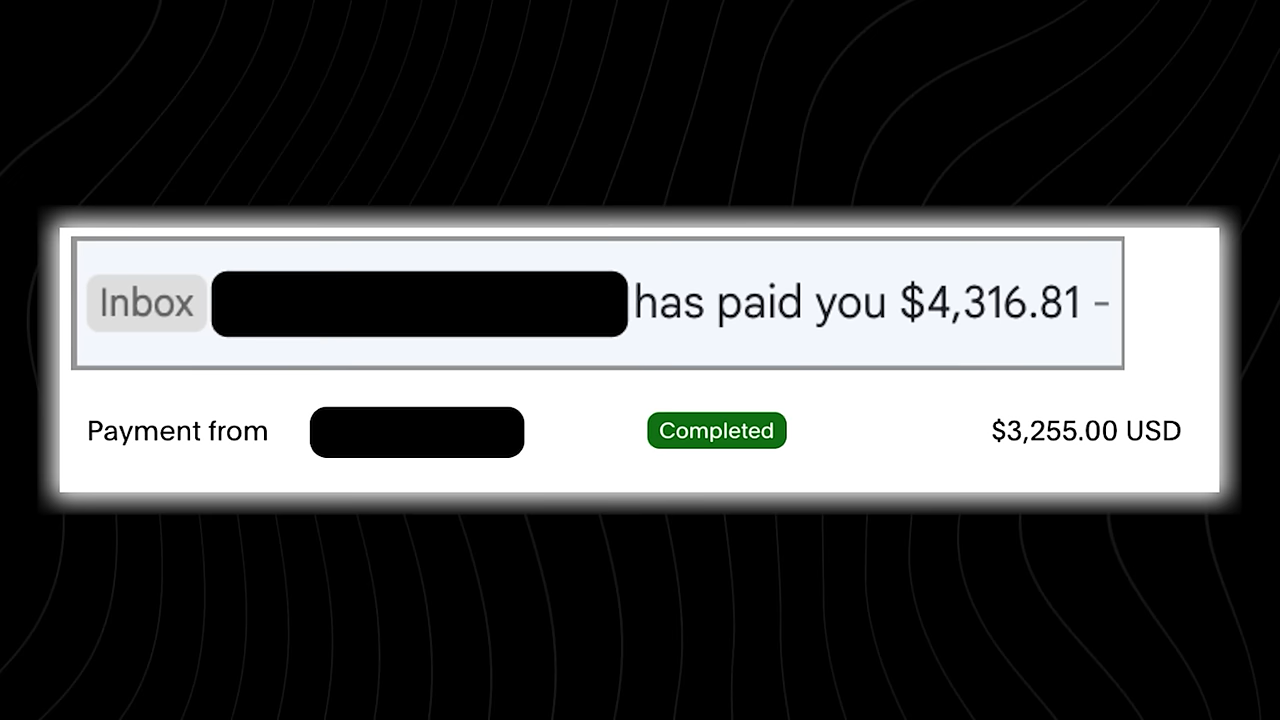 Inbox has paid you $4,316.81 -
Payment from Completed $3,255.00 USD